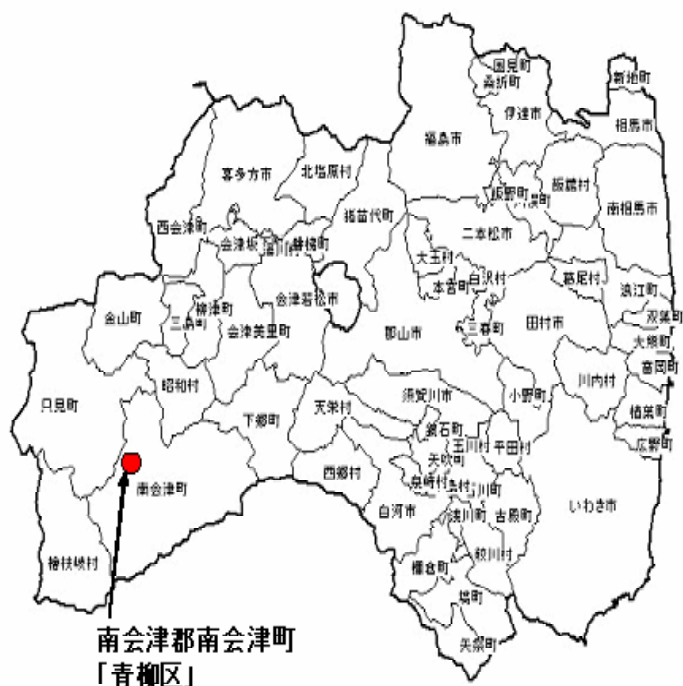 国見町
桑折町
新地町
伊達市
相馬市
福島市
喜多方市
北塩原村
飯舘村
飯野町
猪苗代町
南相馬市
西会津町
二本松市
会津坂
磐梯町
大玉村
白沢村
葛尾村
浪江町
本宮町
双葉町
会津若松市
柳津町
金山町
三島町
会津美里町
郡山市
三春町
田村市
大熊町
富岡町
川内村
昭和村
只見町
須賀川市
小野町
楢葉町
下郷町
天栄村
鏡石町
玉川村
平田村
広野町
矢吹町
西郷村
泉崎村
南会津町
白河市
浅川町
古殿町
いわき市
鮫川村
檜枝岐村
棚倉町
塙町
矢祭町
南会津郡南会津町
「青柳区」